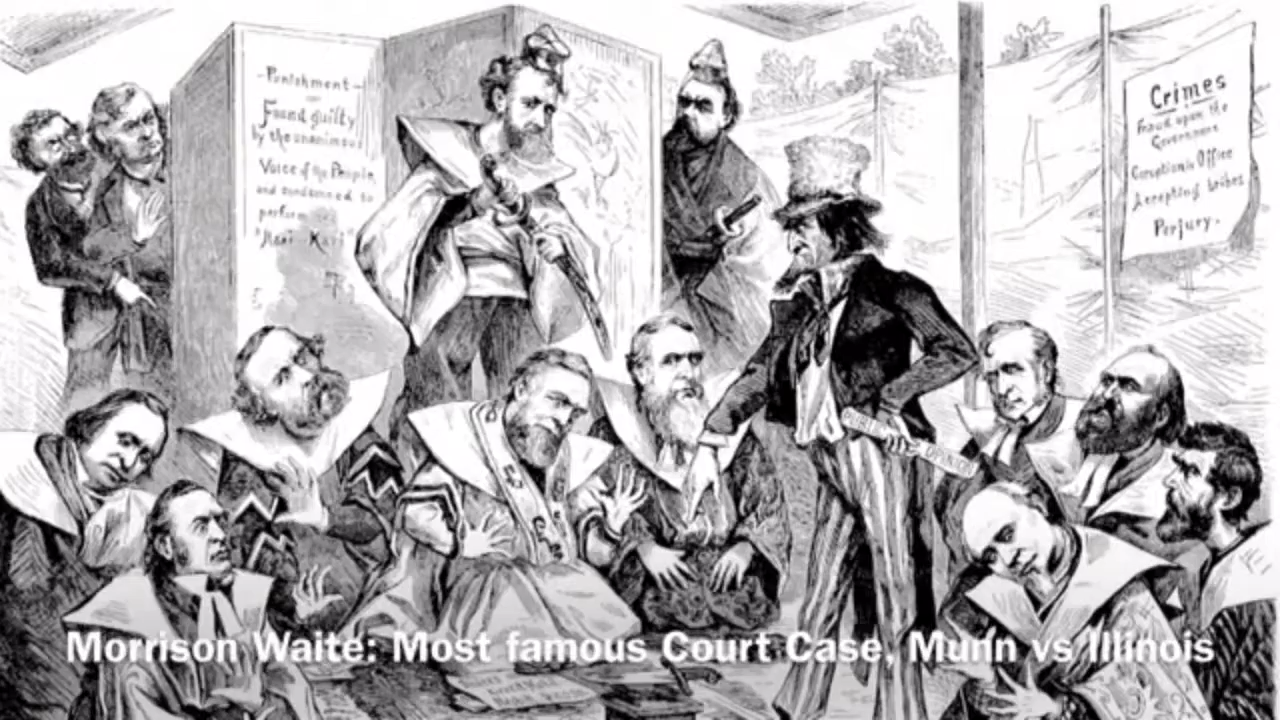 Punishment
Found guilty
by the unanimous
Voice of the People
and condemned to
perform
"Hari Kari"
Crimes
Fraud upon the
Government
Corruption in Office
Accepting bribes
Perjury.
OPINION
Morrison Waite: Most famous Court Case, Munn vs Illinois